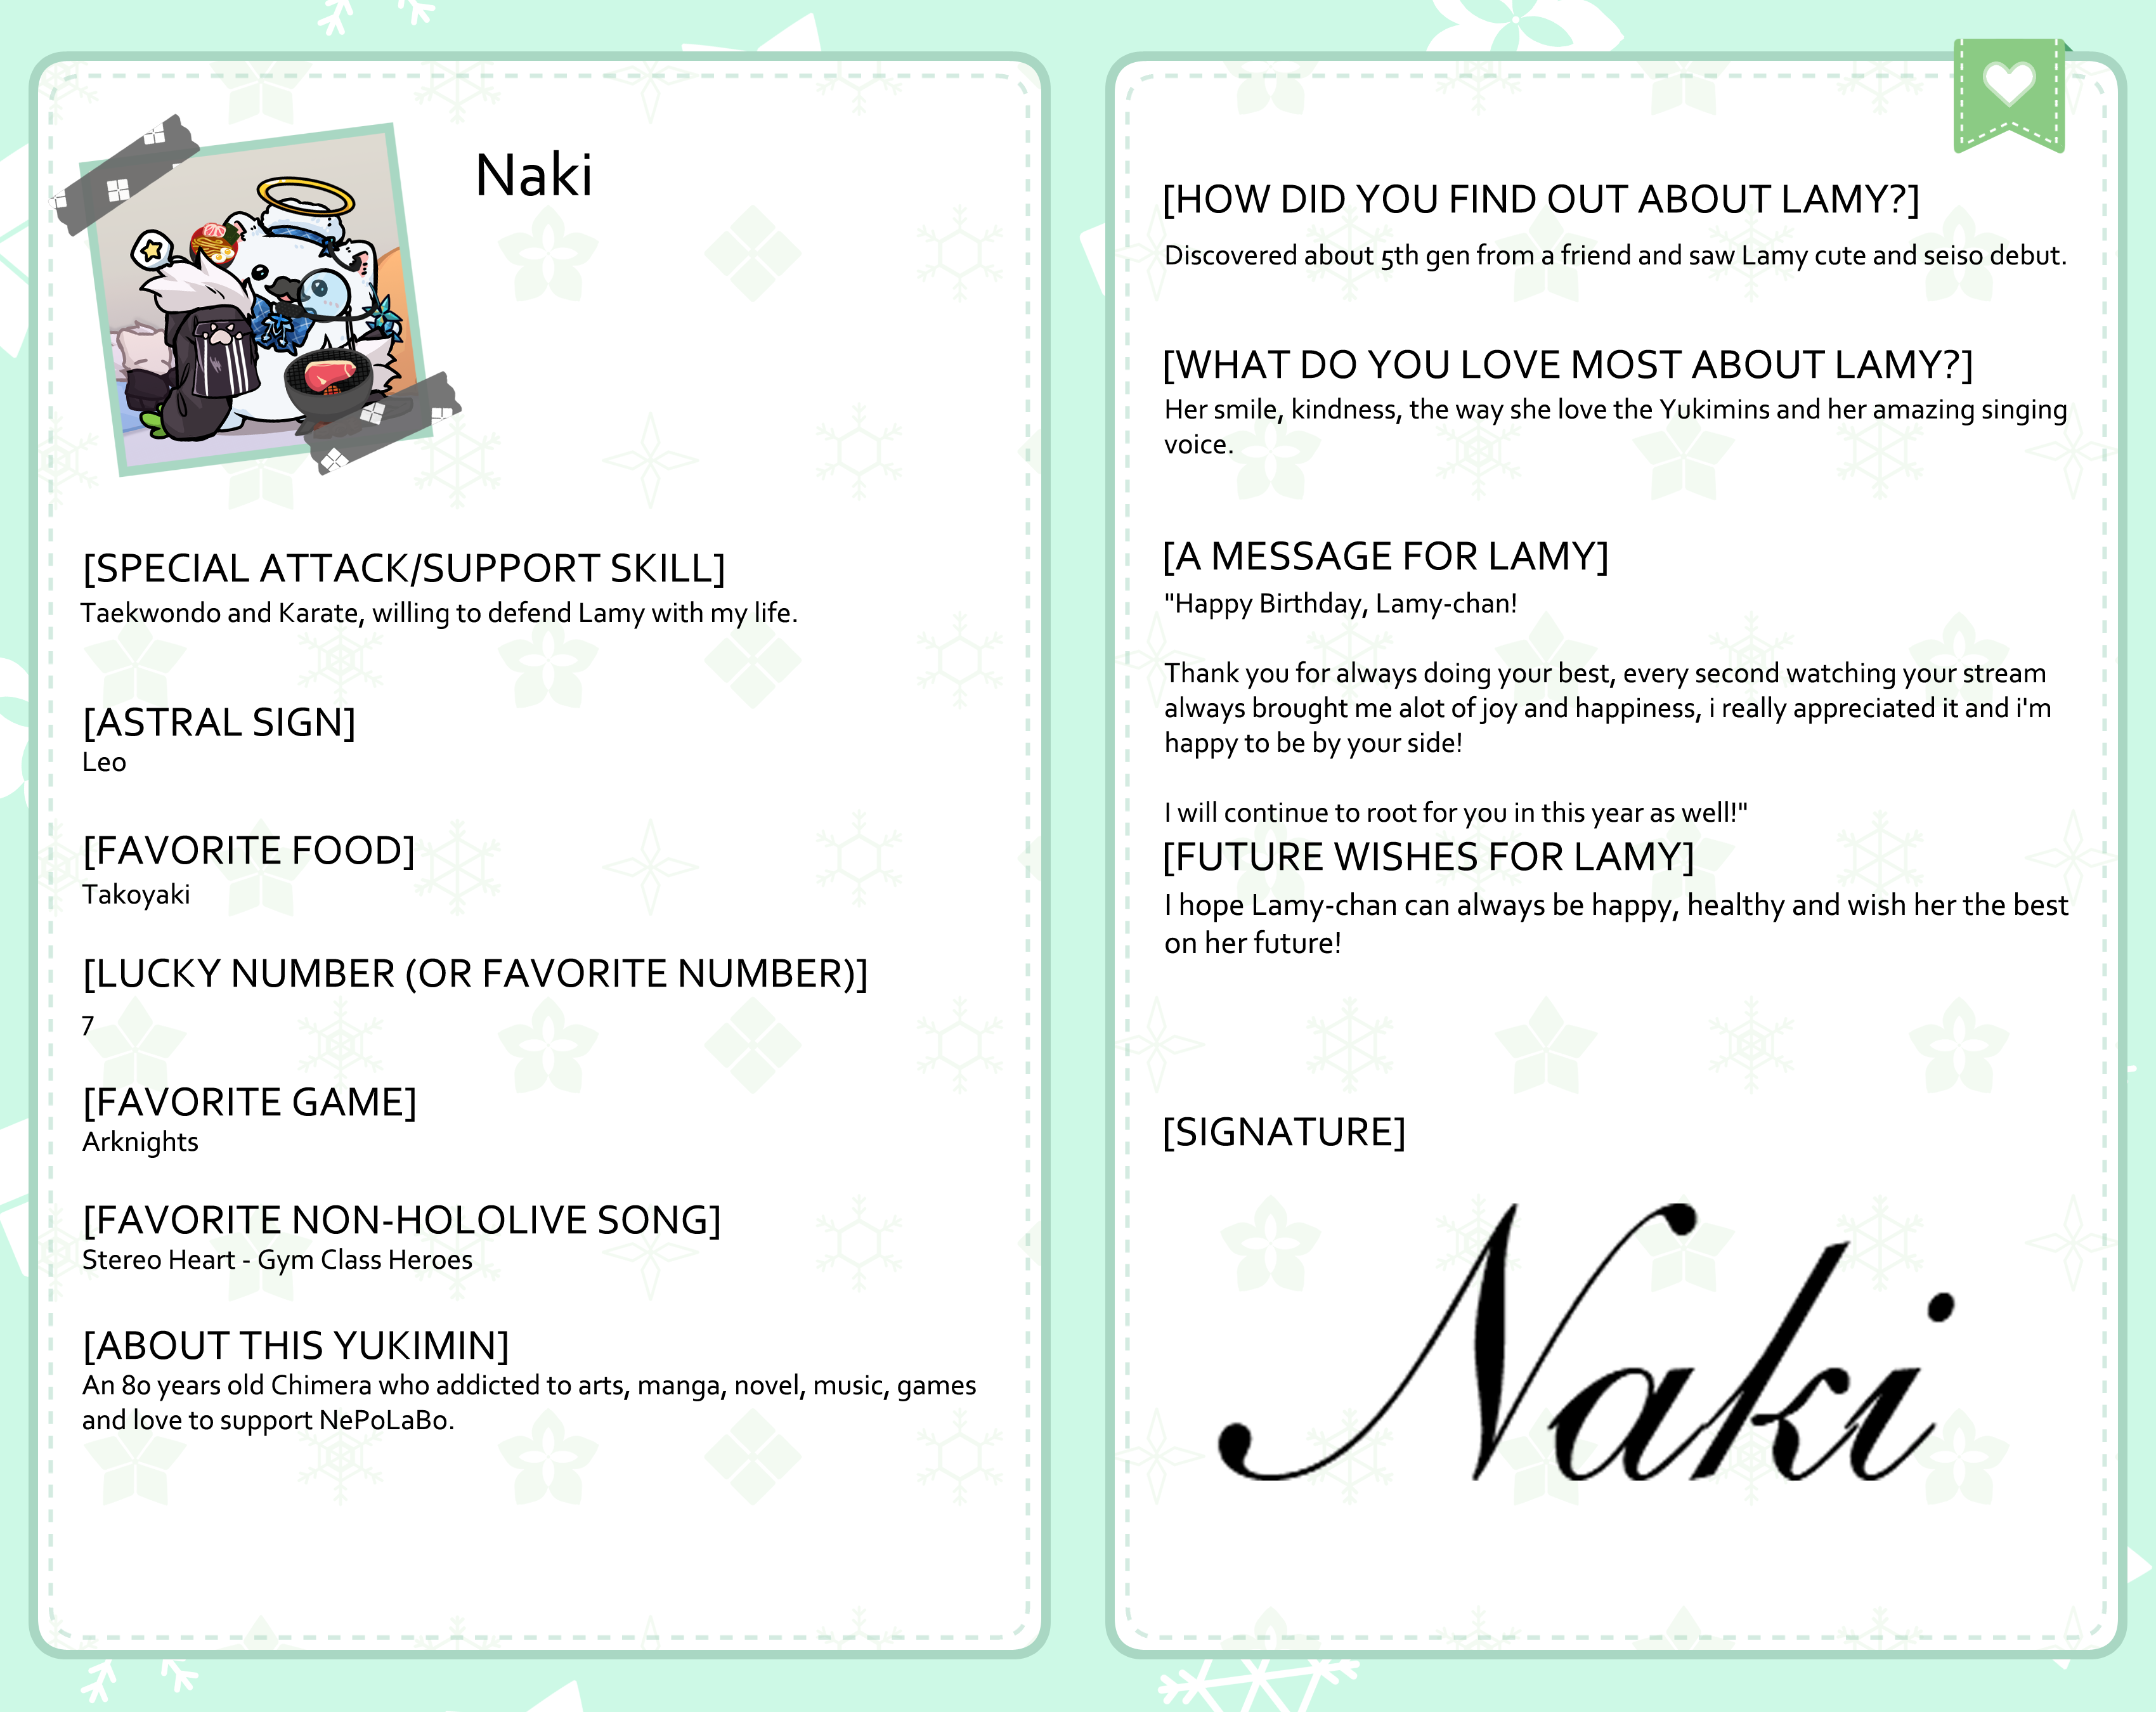 Naki
[SPECIAL ATTACK/SUPPORT SKILL]
Taekwondo and Karate, willing to defend Lamy with my life.
[ASTRAL SIGN]
Leo
[FAVORITE FOOD]
Takoyaki
[LUCKY NUMBER (OR FAVORITE NUMBER)]
7
[FAVORITE GAME]
Arknights
[FAVORITE NON-HOLOLIVE SONG]
Stereo Heart - Gym Class Heroes
[ABOUT THIS YUKIMIN]
An 80 years old Chimera who addicted to arts, manga, novel, music, games
and love to support NePoLaBo.
[HOW DID YOU FIND OUT ABOUT LAMY?]
Discovered about 5th gen from a friend and saw Lamy cute and seiso debut.
[WHAT DO YOU LOVE MOST ABOUT LAMY?]
Her smile, kindness, the way she love the Yukimins and her amazing singing
voice.
[A MESSAGE FOR LAMY]
"Happy Birthday, Lamy-chan!
Thank you for always doing your best, every second watching your stream
always brought me alot of joy and happiness, i really appreciated it and i'm
happy to be by your side!
I will continue to root for you in this year as well!"
[FUTURE WISHES FOR LAMY]
I hope Lamy-chan can always be happy, healthy and wish her the best
on her future!
[SIGNATURE]
Naki